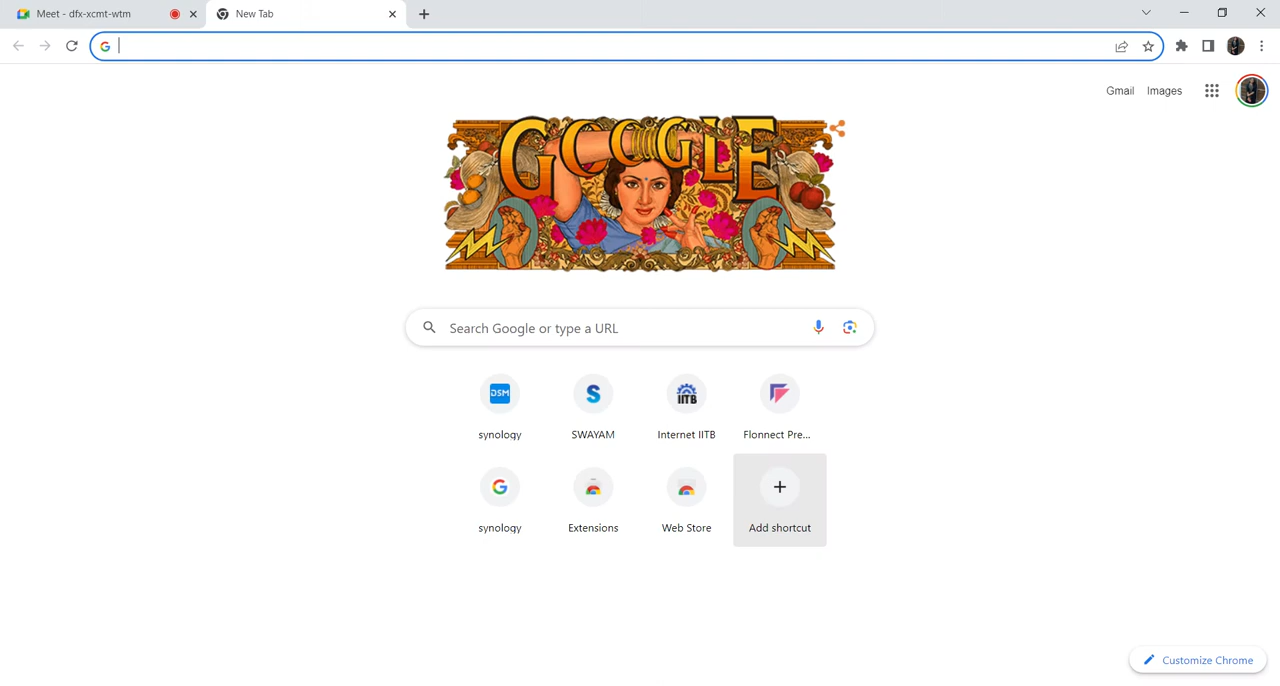 Meet - dfx-xcmt-wtm
New Tab
Gmail
Images
GOOGLE
Search Google or type a URL
DSM
S
IITB
synology
SWAYAM
Internet IITB
Flonnect Pre...
synology
Extensions
Web Store
Add shortcut
Customize Chrome